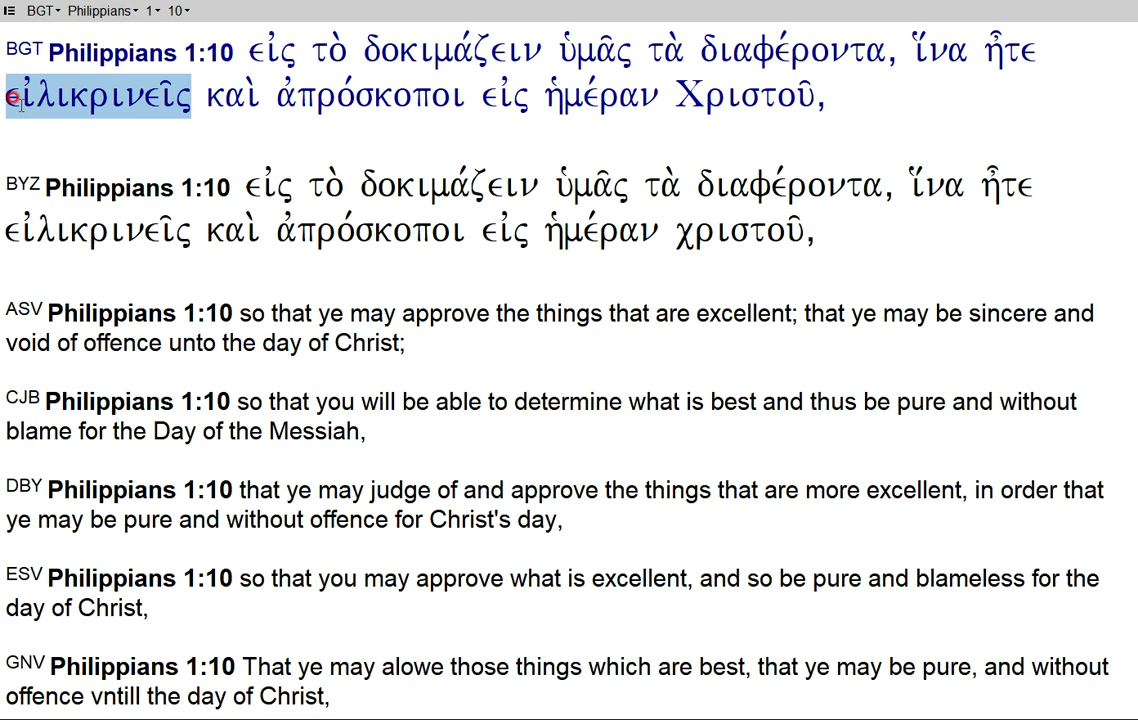 BGT Philippians 1 10
BGT Philippians 1:10 εἰς τὸ δοκιμάζειν ὑμᾶς τὰ διαφέροντα, ἵνα ἦτε
εἰλικρινεῖς καὶ ἀπρόσκοποι εἰς ἡμέραν Χριστοῦ,
BYZ Philippians 1:10 εἰς τὸ δοκιμάζειν ὑμᾶς τὰ διαφέροντα, ἵνα ἦτε
εἰλικρινεῖς καὶ ἀπρόσκοποι εἰς ἡμέραν χριστοῦ,
ASV Philippians 1:10 so that ye may approve the things that are excellent; that ye may be sincere and
void of offence unto the day of Christ;
CJB Philippians 1:10 so that you will be able to determine what is best and thus be pure and without
blame for the Day of the Messiah,
DBY Philippians 1:10 that ye may judge of and approve the things that are more excellent, in order that
ye may be pure and without offence for Christ's day,
ESV Philippians 1:10 so that you may approve what is excellent, and so be pure and blameless for the
day of Christ,
GNV Philippians 1:10 That ye may alowe those things which are best, that ye may be pure, and without
offence vntill the day of Christ,